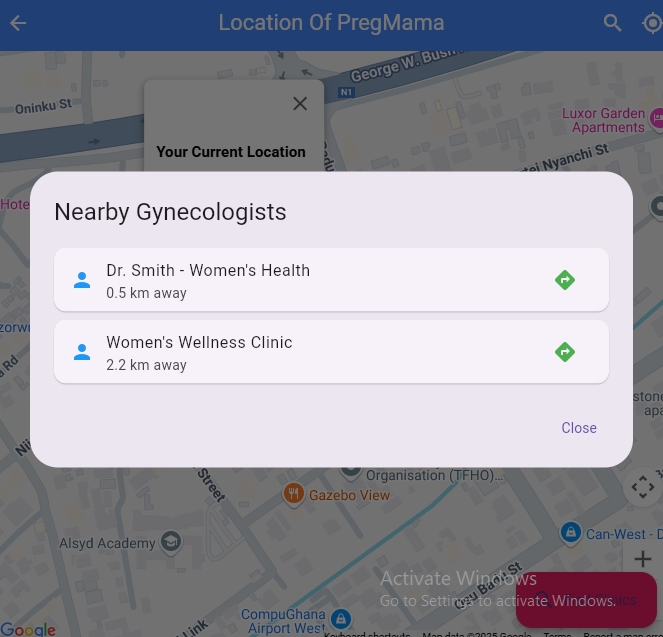 Location Of PregMama
George W. Bush
N1
Oninku St
Luxor Garden
Apartments
Your Current Location
Nyanchi St
Hote
Nearby Gynecologists
Dr. Smith - Women's Health
0.5 km away
Women's Wellness Clinic
2.2 km away
Close
Rd
Street
Organisation (TFHO)...
Gazebo View
Alsyd Academy
Can-West - D
Activate Windows
Go to Settings to activate Windows.
St
CompuGhana
Airport West
Link
Google
Keyboard shortcuts
Map data ©2025 Google
Terms
Report a map er